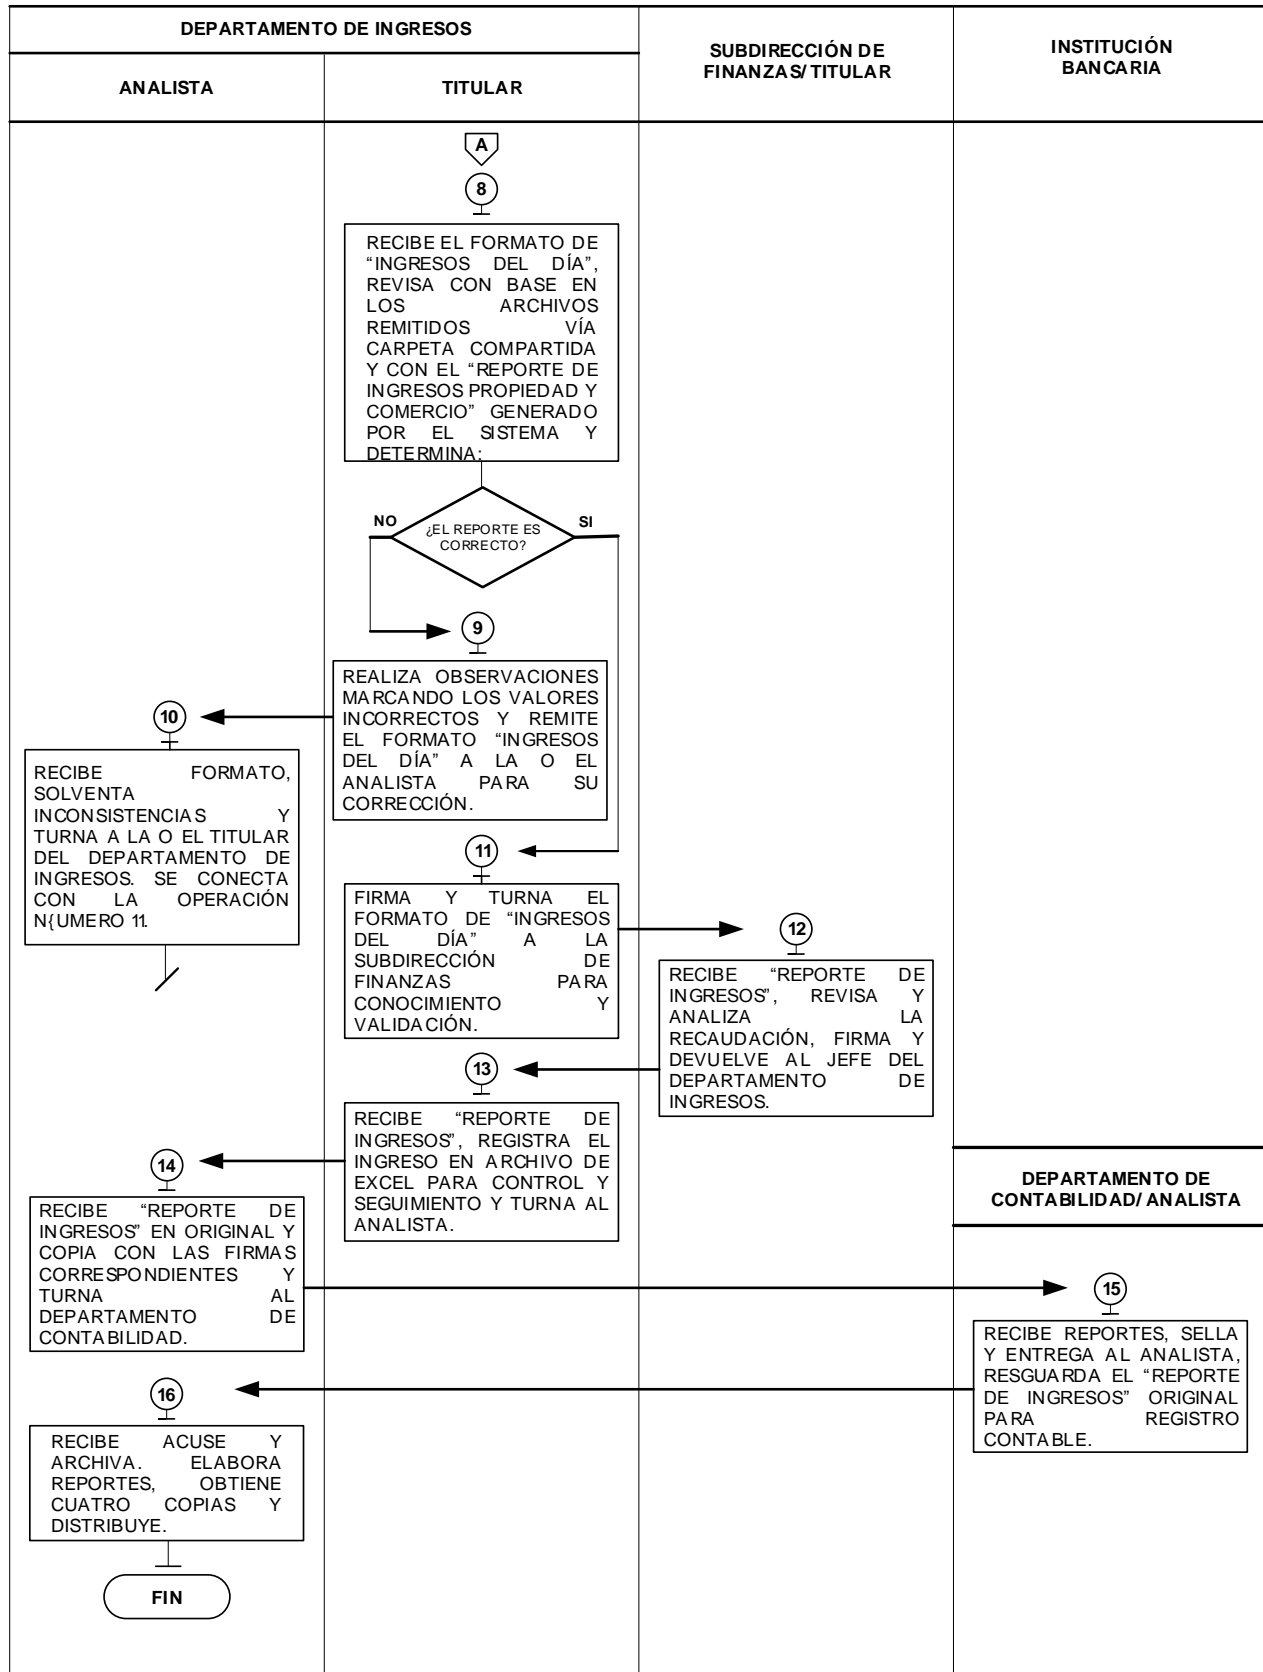 DEPARTAMENTO DE INGRESOS
ANALISTA
TITULAR
SUBDIRECCIÓN DE
FINANZAS/ TITULAR
INSTITUCIÓN
BANCARIA
A
8
RECIBE EL FORMATO DE
“INGRESOS DEL DÍA”,
REVISA CON BASE EN
LOS ARCHIVOS
REMITIDOS VÍA
CARPETA COMPARTIDA
Y CON EL “REPORTE DE
INGRESOS PROPIEDAD Y
COMERCIO” GENERADO
POR EL SISTEMA Y
DETERMINA:
NO
¿EL REPORTE ES
CORRECTO?
SI
9
REALIZA OBSERVACIONES
MARCANDO LOS VALORES
INCORRECTOS Y REMITE
EL FORMATO “INGRESOS
DEL DÍA” A LA O EL
ANALISTA PARA SU
CORRECCIÓN.
10
RECIBE FORMATO,
SOLVENTA
INCONSISTENCIAS Y
TURNA A LA O EL TITULAR
DEL DEPARTAMENTO DE
INGRESOS. SE CONECTA
CON LA OPERACIÓN
N{UMERO 11.
11
FIRMA Y TURNA EL
FORMATO DE “INGRESOS
DEL DÍA” A LA
SUBDIRECCIÓN DE
FINANZAS PARA
CONOCIMIENTO Y
VALIDACIÓN.
12
RECIBE “REPORTE DE
INGRESOS”, REVISA Y
ANALIZA LA
RECAUDACIÓN, FIRMA Y
DEVUELVE AL JEFE DEL
DEPARTAMENTO DE
INGRESOS.
13
RECIBE “REPORTE DE
INGRESOS”, REGISTRA EL
INGRESO EN ARCHIVO DE
EXCEL PARA CONTROL Y
SEGUIMIENTO Y TURNA AL
ANALISTA.
14
RECIBE “REPORTE DE
INGRESOS” EN ORIGINAL Y
COPIA CON LAS FIRMAS
CORRESPONDIENTES Y
TURNA AL
DEPARTAMENTO DE
CONTABILIDAD.
DEPARTAMENTO DE
CONTABILIDAD/ ANALISTA
15
RECIBE REPORTES, SELLA
Y ENTREGA AL ANALISTA,
RESGUARDA EL “REPORTE
DE INGRESOS” ORIGINAL
PARA REGISTRO
CONTABLE.
16
RECIBE ACUSE Y
ARCHIVA. ELABORA
REPORTES, OBTIENE
CUATRO COPIAS Y
DISTRIBUYE.
FIN